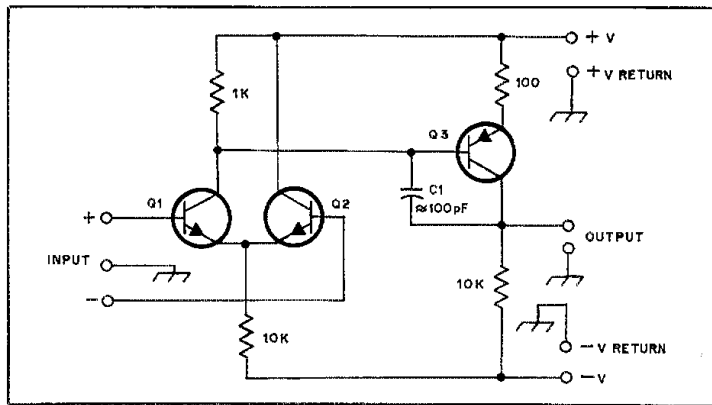 + V
1K
100
+ V RETURN
Q3
Q1
Q2
C1
≈100pF
+
INPUT
OUTPUT
−
10K
10K
− V RETURN
− V